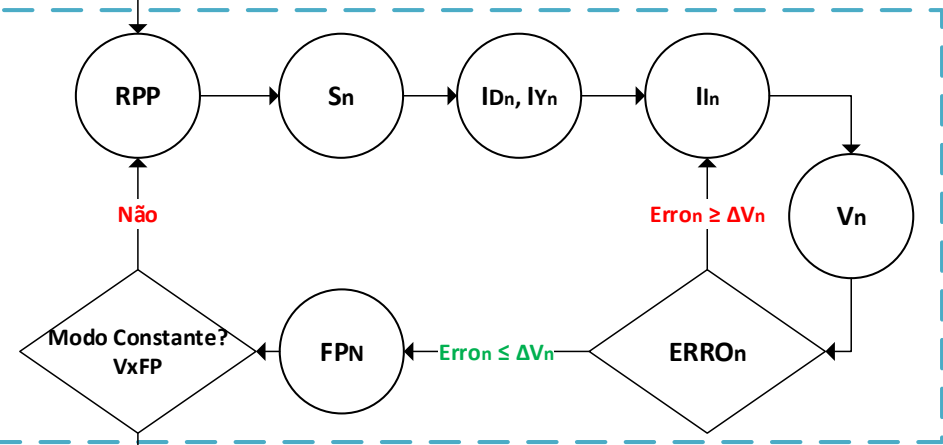 RPP
Sn
IDn, IYn
IIn
Não
Erron ≥ ΔVn
Vn
Modo Constante?
VxFP
FPN
Erron ≤ ΔVn
ERROn